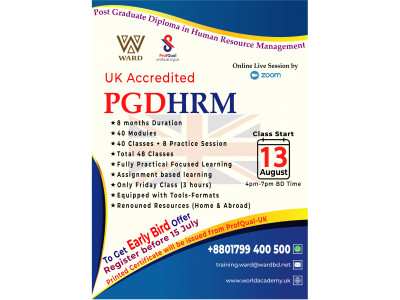 Post Graduate Diploma in Human Resource Management
WARD
ProfQual
profqual.org.uk
Online Live Session by
zoom
UK Accredited
PGDHRM
8 months Duration
40 Modules
40 Classes + 8 Practice Session
Total 48 Classes
Fully Practical Focused Learning
Assignment based learning
Only Friday Class (3 hours)
Equipped with Tools-Formats
Renouned Resources (Home & Abroad)
Class Start
13
August
4pm-7pm BD Time
To Get Early Bird Offer
Register before 15 July
Printed Certificate will be issued from ProfQual-UK
+8801799 400 500
training.ward@wardbd.net
www.worldacademy.uk